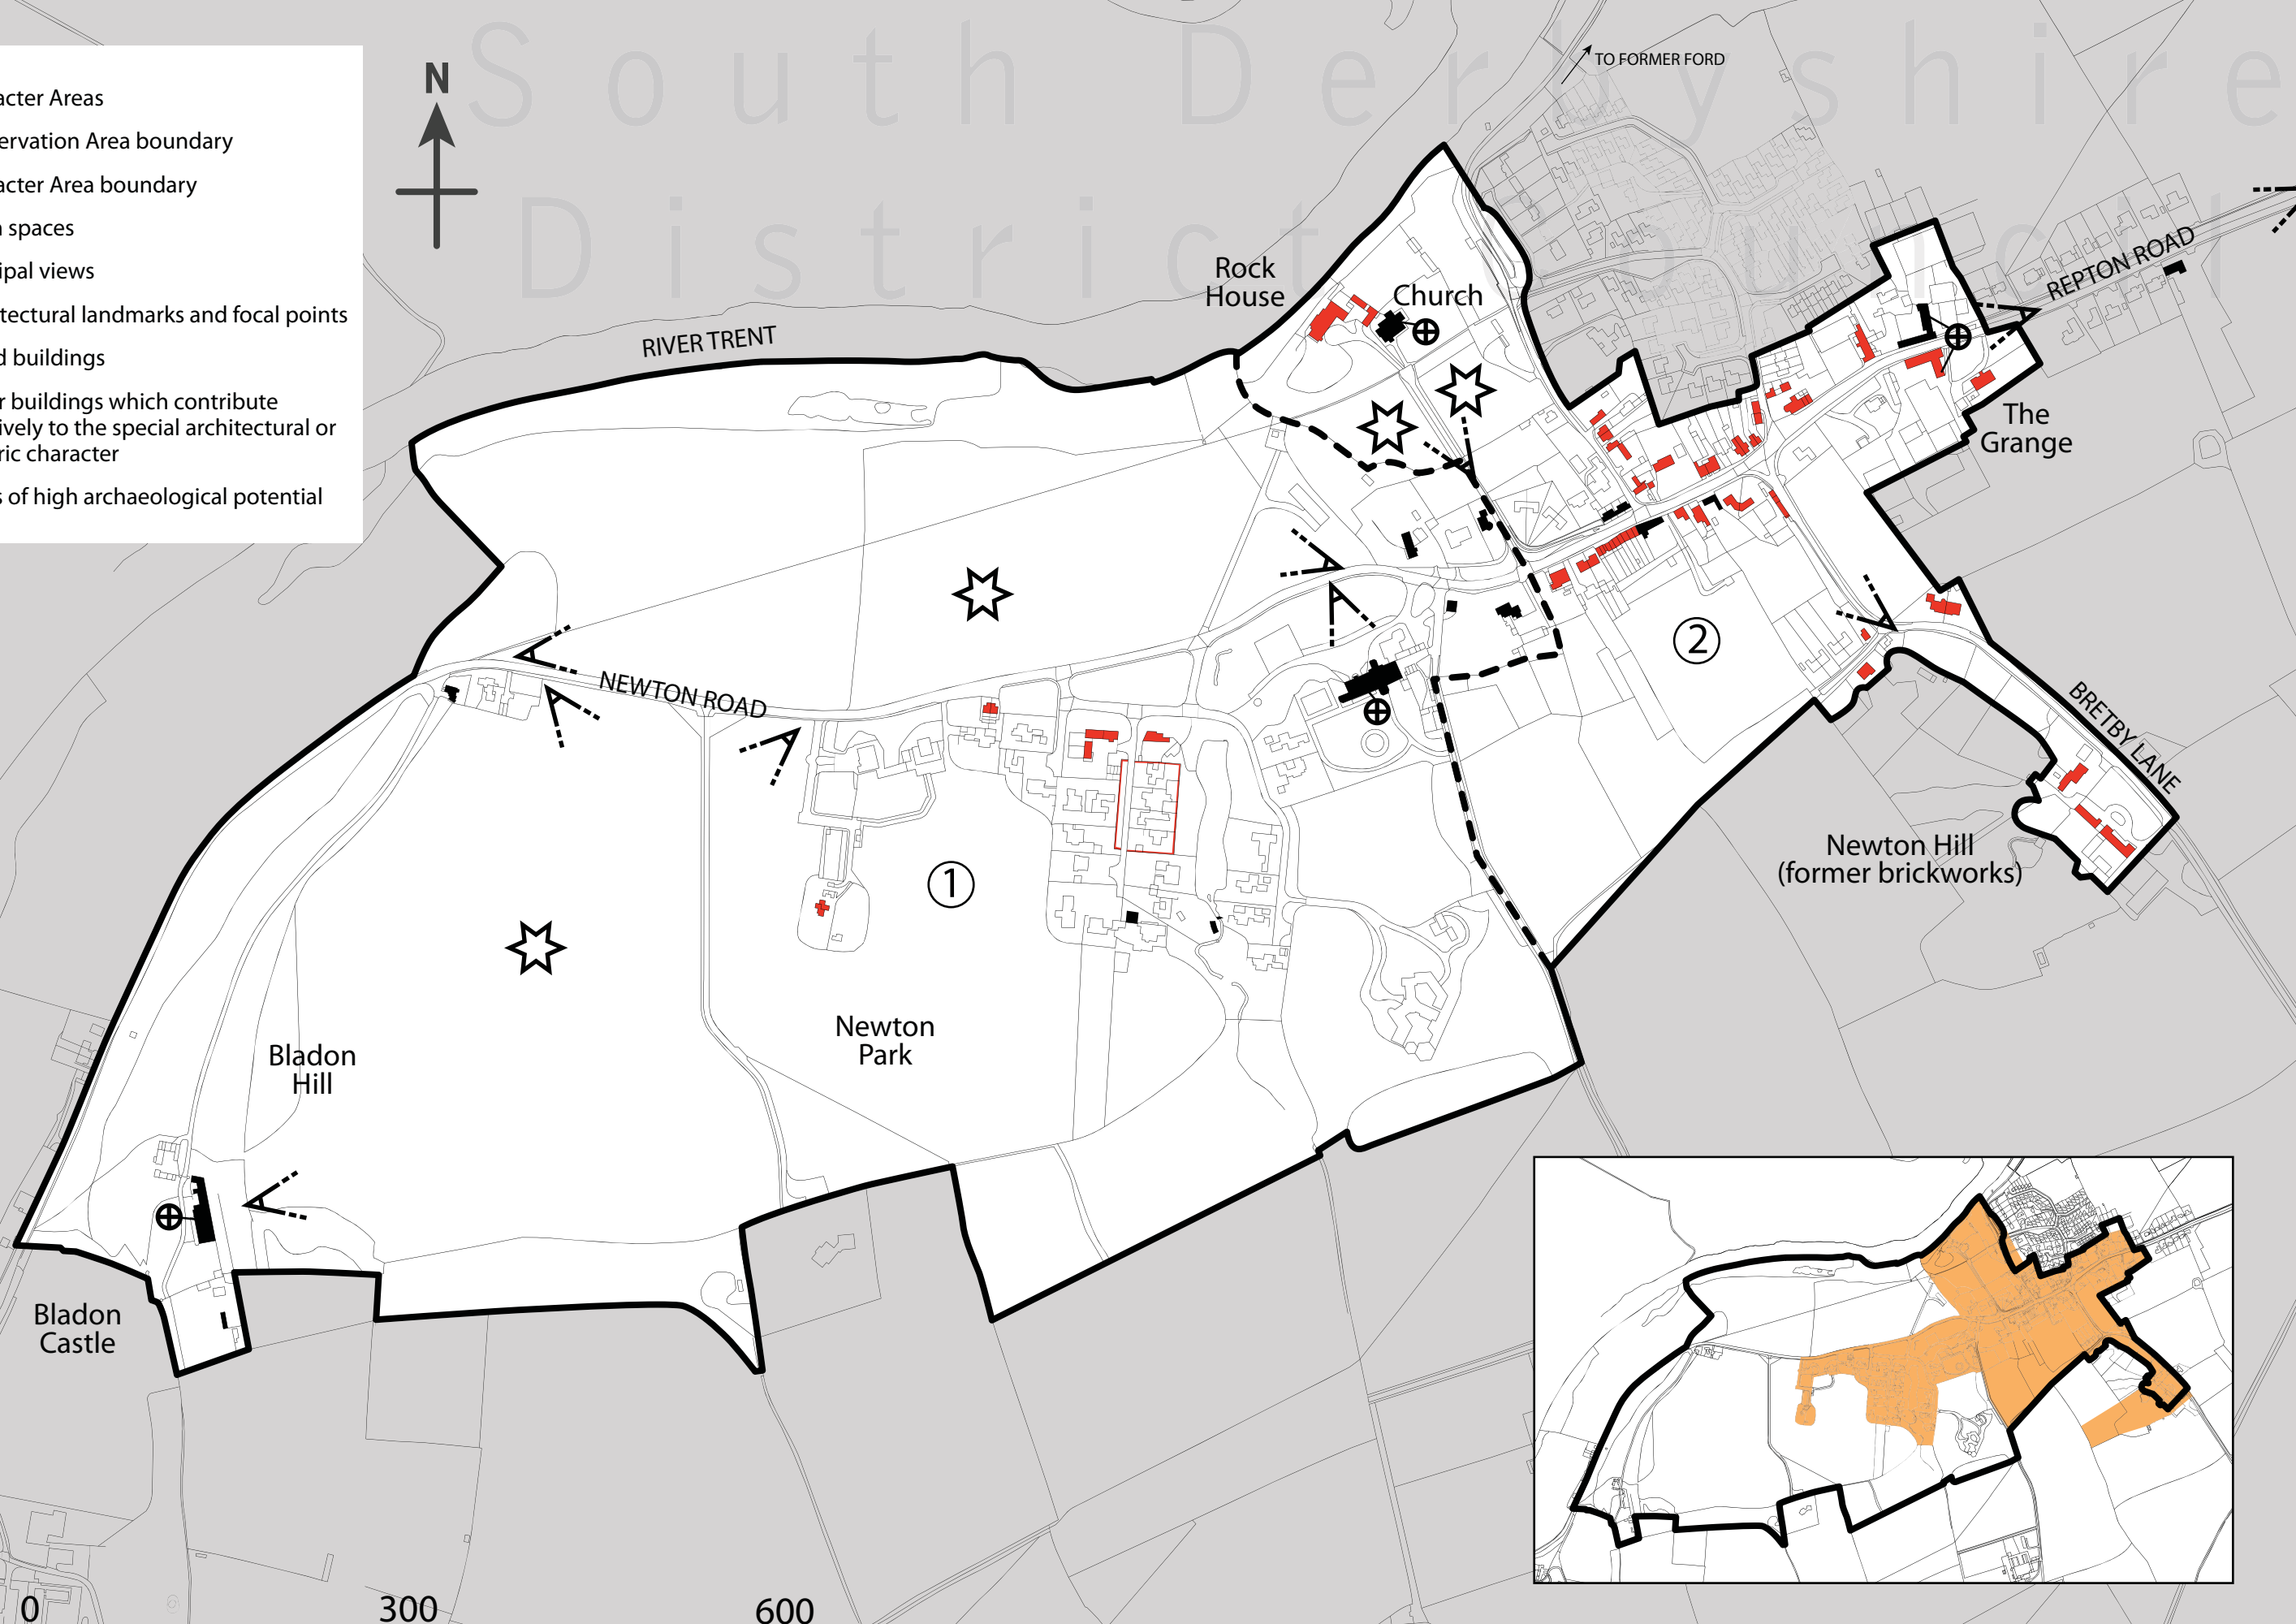 South Derbyshire
District Council
acter Areas
ervation Area boundary
acter Area boundary
n spaces
ipal views
tectural landmarks and focal points
d buildings
r buildings which contribute
ively to the special architectural or
ric character
s of high archaeological potential
N
TO FORMER FORD
REPTON ROAD
Rock
House
Church
RIVER TRENT
The
Grange
NEWTON ROAD
2
BRETBY LANE
Newton Hill
(former brickworks)
1
Newton
Park
Bladon
Hill
Bladon
Castle
0
300
600